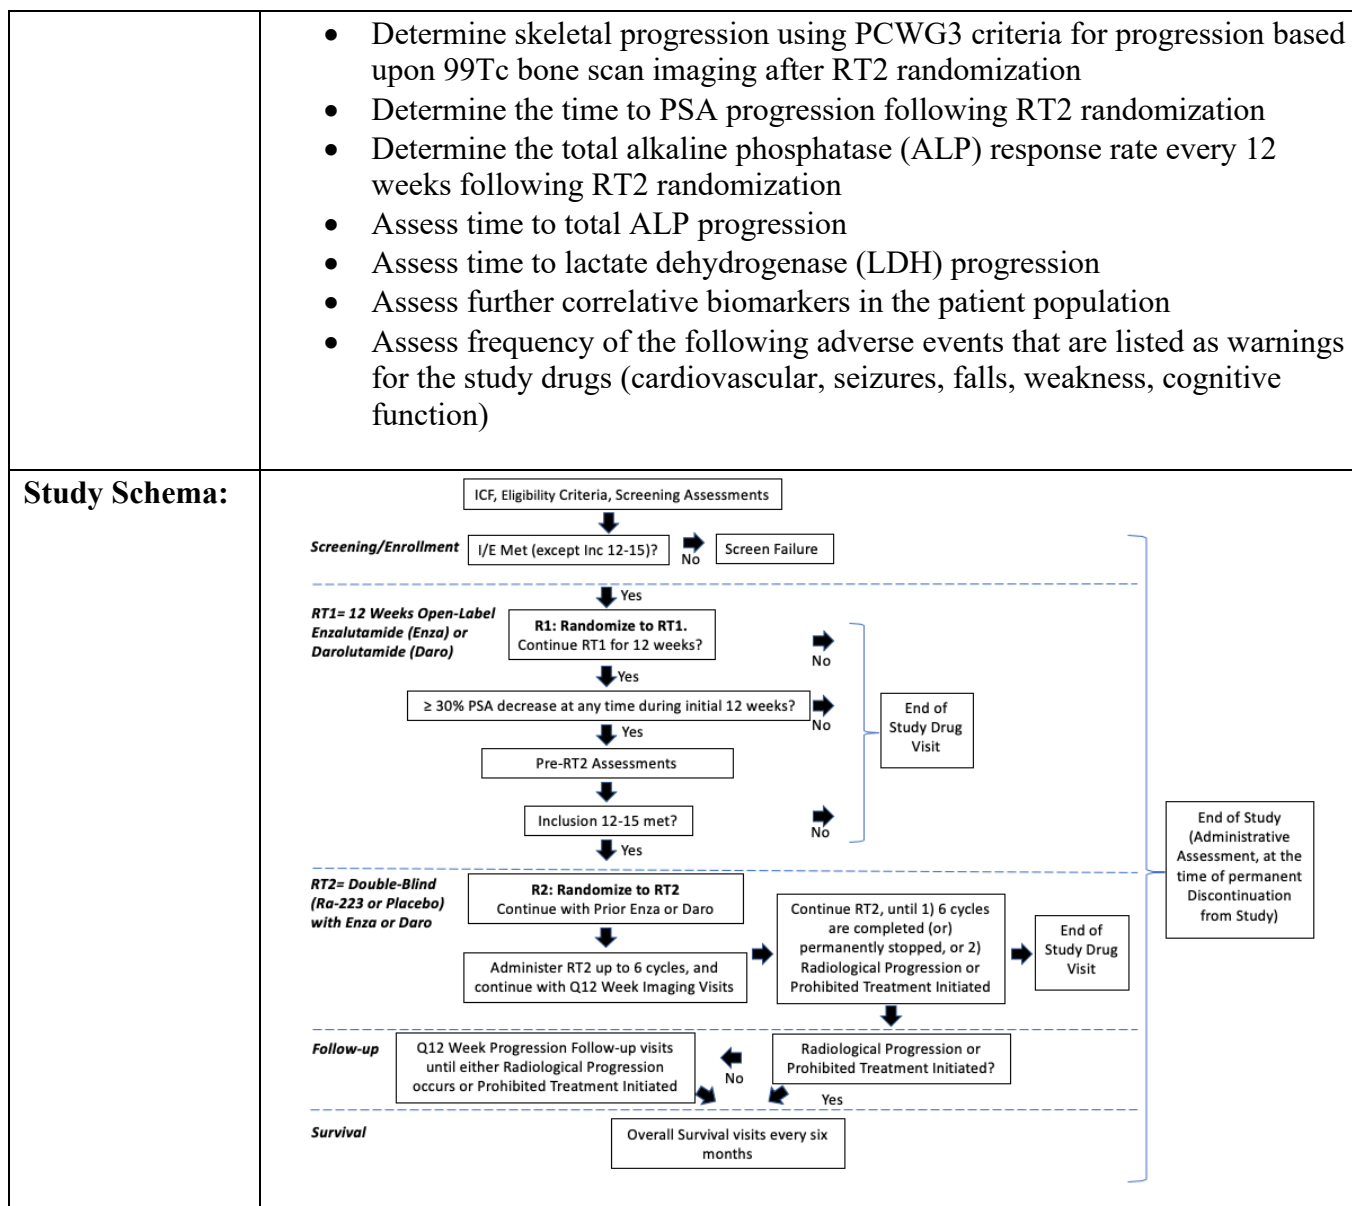 • Determine skeletal progression using PCWG3 criteria for progression based
upon 99Tc bone scan imaging after RT2 randomization
• Determine the time to PSA progression following RT2 randomization
• Determine the total alkaline phosphatase (ALP) response rate every 12
weeks following RT2 randomization
• Assess time to total ALP progression
• Assess time to lactate dehydrogenase (LDH) progression
• Assess further correlative biomarkers in the patient population
• Assess frequency of the following adverse events that are listed as warnings
for the study drugs (cardiovascular, seizures, falls, weakness, cognitive
function)
Study Schema:
ICF, Eligibility Criteria, Screening Assessments
Screening/Enrollment
I/E Met (except Inc 12-15)?
No
Screen Failure
Yes
RT1= 12 Weeks Open-Label
Enzalutamide (Enza) or
Darolutamide (Daro)
R1: Randomize to RT1.
Continue RT1 for 12 weeks?
No
Yes
≥ 30% PSA decrease at any time during initial 12 weeks?
No
End of
Study Drug
Visit
Yes
Pre-RT2 Assessments
Inclusion 12-15 met?
No
Yes
End of Study
(Administrative
Assessment, at the
time of permanent
Discontinuation
from Study)
RT2= Double-Blind
(Ra-223 or Placebo)
with Enza or Daro
R2: Randomize to RT2
Continue with Prior Enza or Daro
Administer RT2 up to 6 cycles, and
continue with Q12 Week Imaging Visits
Continue RT2, until 1) 6 cycles
are completed (or)
permanently stopped, or 2)
Radiological Progression or
Prohibited Treatment Initiated
End of
Study Drug
Visit
Follow-up
Q12 Week Progression Follow-up visits
until either Radiological Progression
occurs or Prohibited Treatment Initiated
No
Radiological Progression or
Prohibited Treatment Initiated?
Yes
Survival
Overall Survival visits every six
months